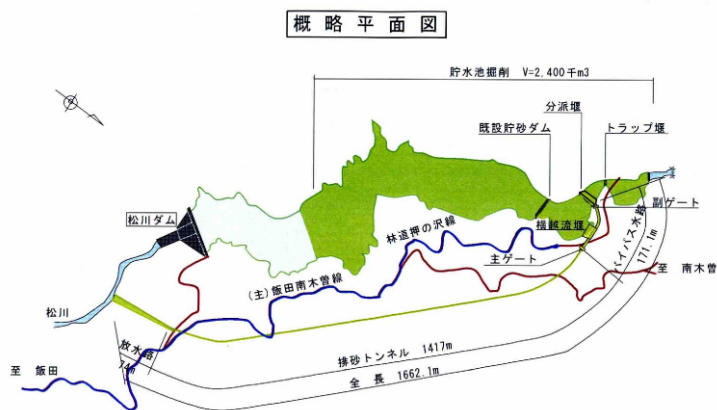 概略平面図
貯水池掘削 V=2,400千m3
分派堰
既設貯砂ダム
トラップ堰
副ゲート
松川ダム
林道押の沢線
横越流堰
バイパス水路
171.1m
主ゲート
至 南木曽
(主)飯田南木曽線
松川
放水路
74m
排砂トンネル 1417m
至 飯田
全長 1662.1m